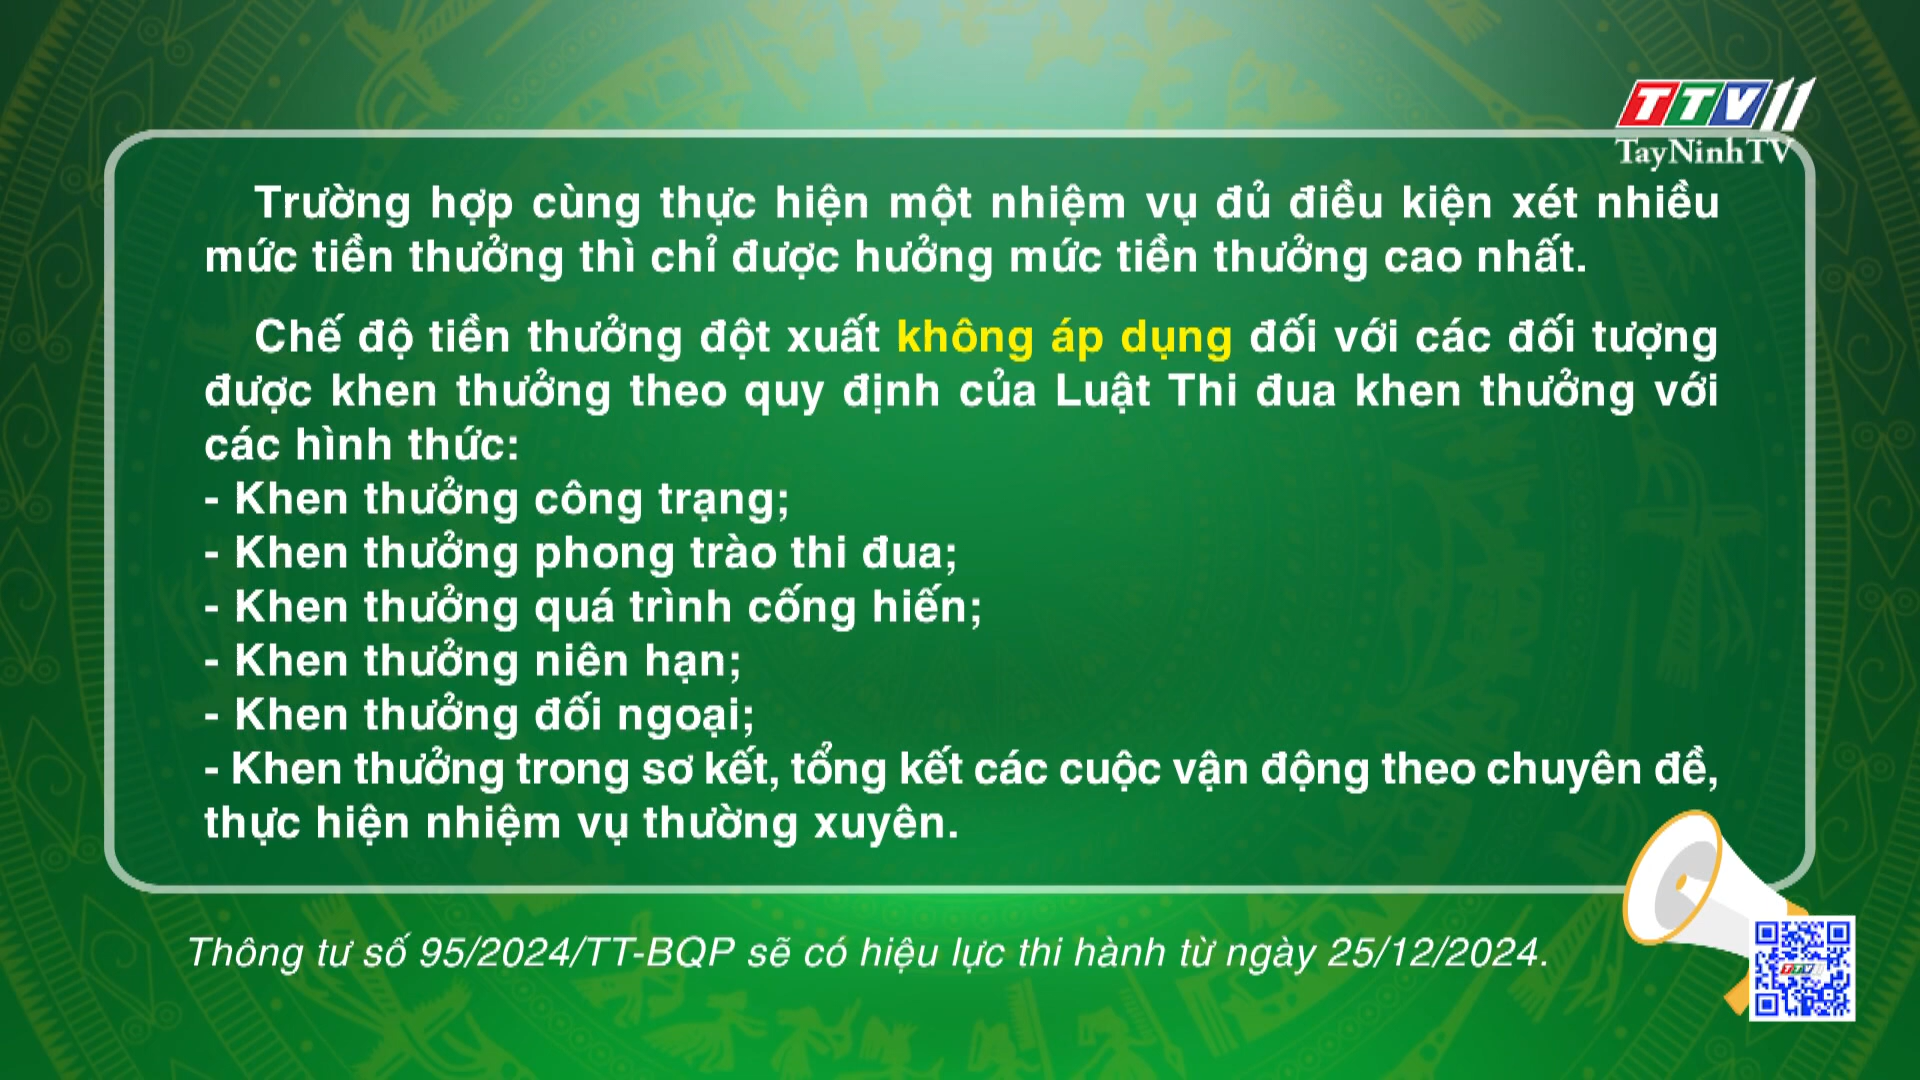 TTV11
TayNinhTV
Trường hợp cùng thực hiện một nhiệm vụ đủ điều kiện xét nhiều
mức tiền thưởng thì chỉ được hưởng mức tiền thưởng cao nhất.
Chế độ tiền thưởng đột xuất không áp dụng đối với các đối tượng
được khen thưởng theo quy định của Luật Thi đua khen thưởng với
các hình thức:
- Khen thưởng công trạng;
- Khen thưởng phong trào thi đua;
- Khen thưởng quá trình cống hiến;
- Khen thưởng niên hạn;
- Khen thưởng đối ngoại;
- Khen thưởng trong sơ kết, tổng kết các cuộc vận động theo chuyên đề,
thực hiện nhiệm vụ thường xuyên.
Thông tư số 95/2024/TT-BQP sẽ có hiệu lực thi hành từ ngày 25/12/2024.
TTV11